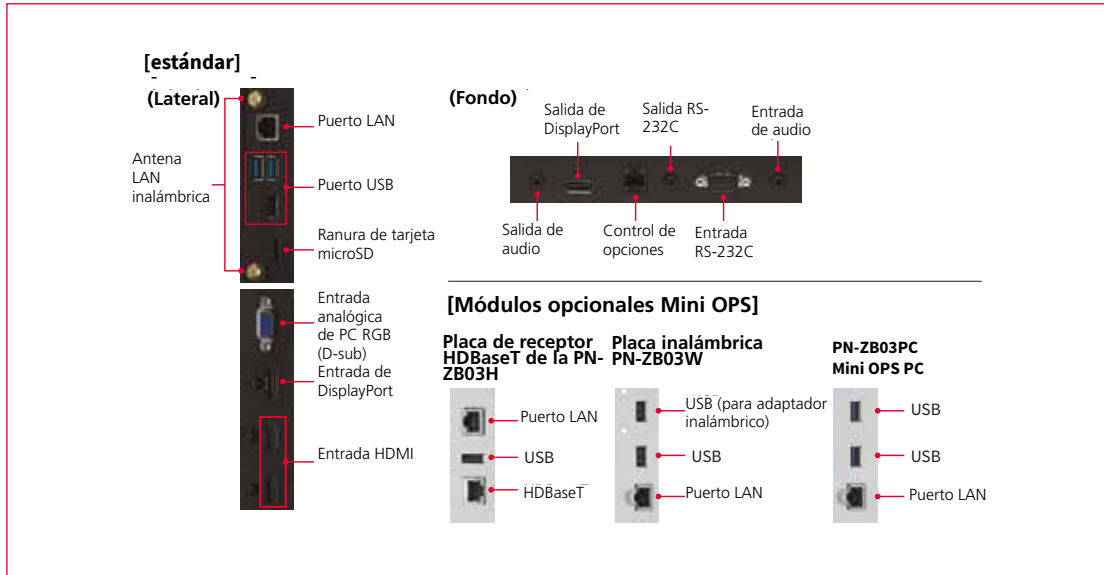 [estándar]
(Lateral)
Puerto LAN
Antena
LAN
inalámbrica
Puerto USB
Ranura de tarjeta
microSD
Entrada
analógica
de PC RGB
(D-sub)
Entrada de
DisplayPort
Entrada HDMI
(Fondo)
Salida de
DisplayPort
Salida RS-
232C
Entrada
de audio
Salida de
audio
Control de
opciones
Entrada
RS-232C
[Módulos opcionales Mini OPS]
Placa de receptor
HDBaseT de la PN-
ZB03H
Puerto LAN
USB
HDBaseT
Placa inalámbrica
PN-ZB03W
USB (para adaptador
inalámbrico)
USB
Puerto LAN
PN-ZB03PC
Mini OPS PC
USB
USB
Puerto LAN